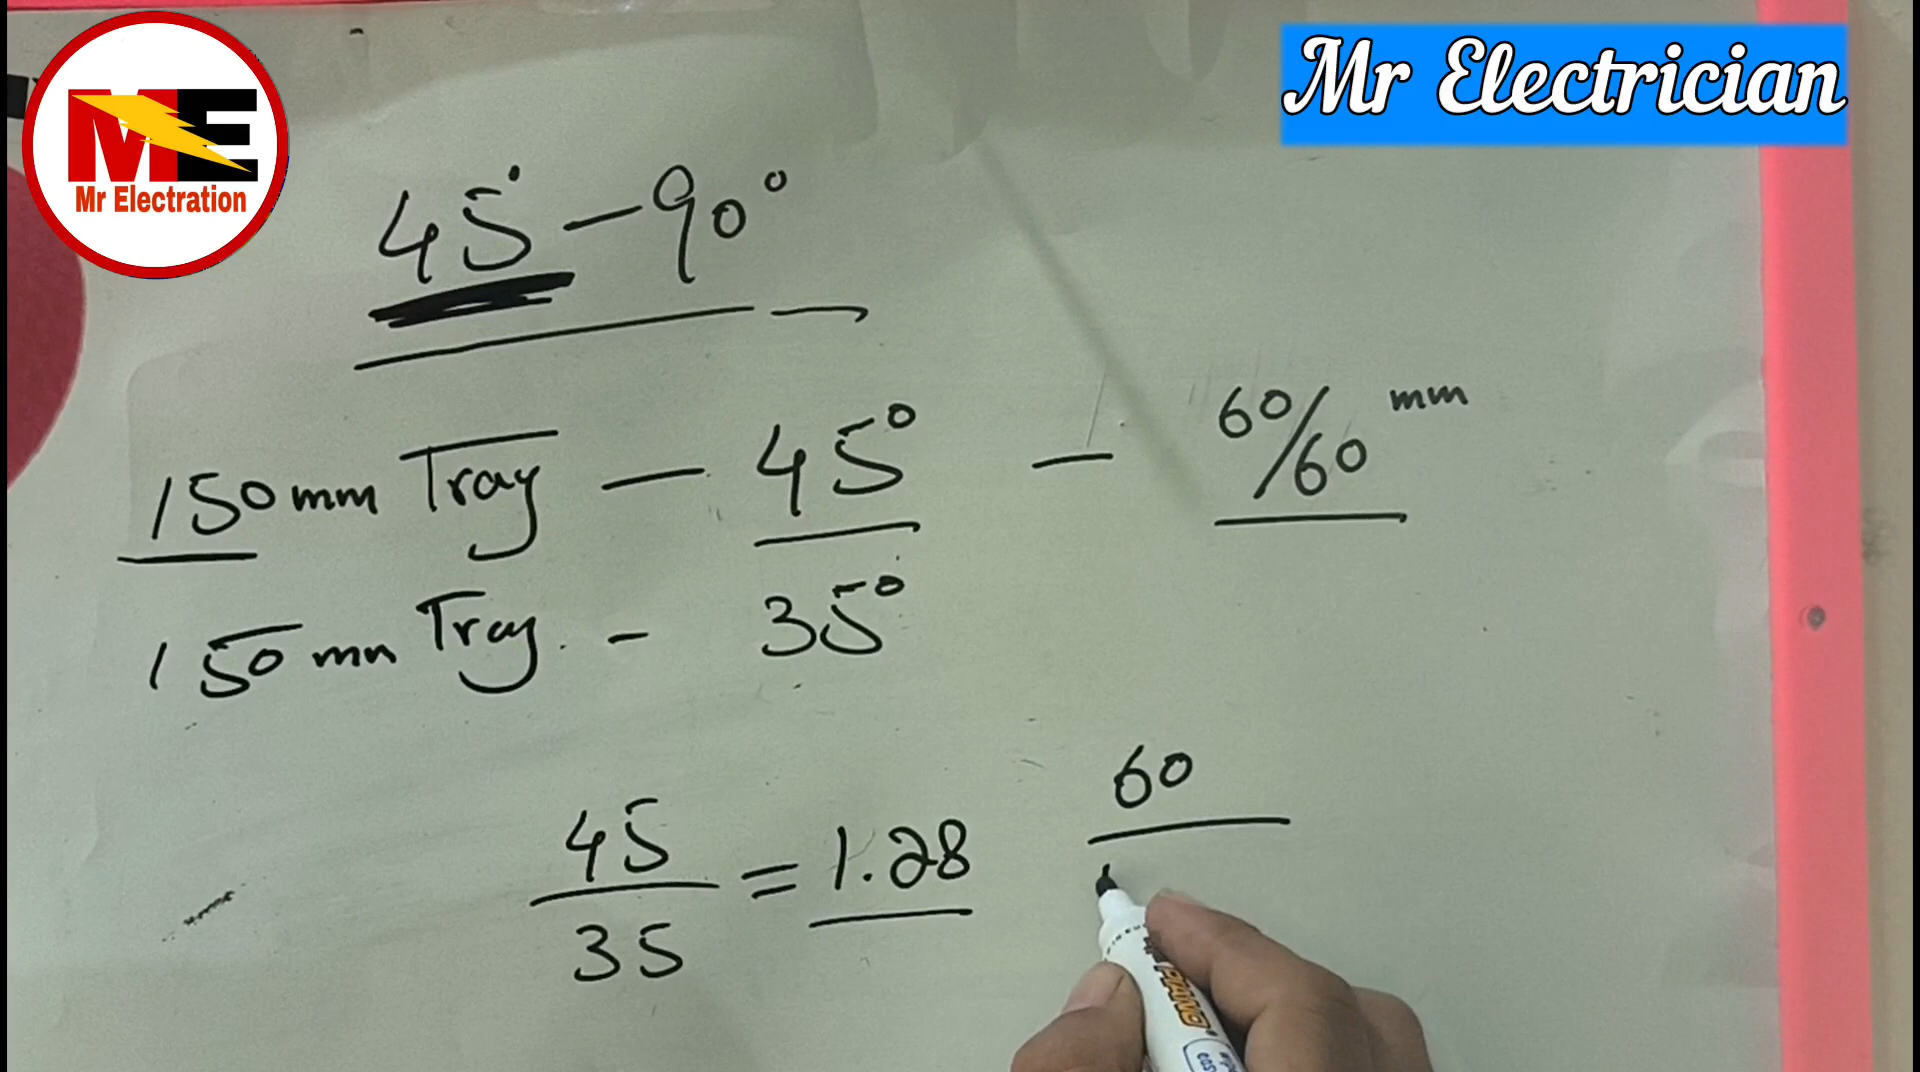 ME
Mr Electration
Mr Electrician
45° - 90°
150mm Tray - 45° - 60/60 mm
150mm Tray - 35°
45/35 = 1.28
60
PIANO